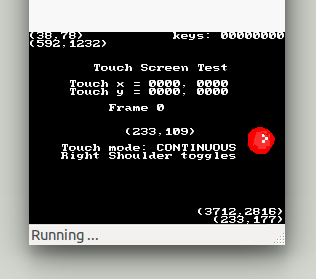 (38,78) keys: 00000000
(592,1232)
Touch Screen Test
Touch x = 0000, 0000
Touch y = 0000, 0000
Frame 0
(233,109)
Touch mode: CONTINUOUS
Right Shoulder toggles
(3712,2816)
(233,177)
Running ...